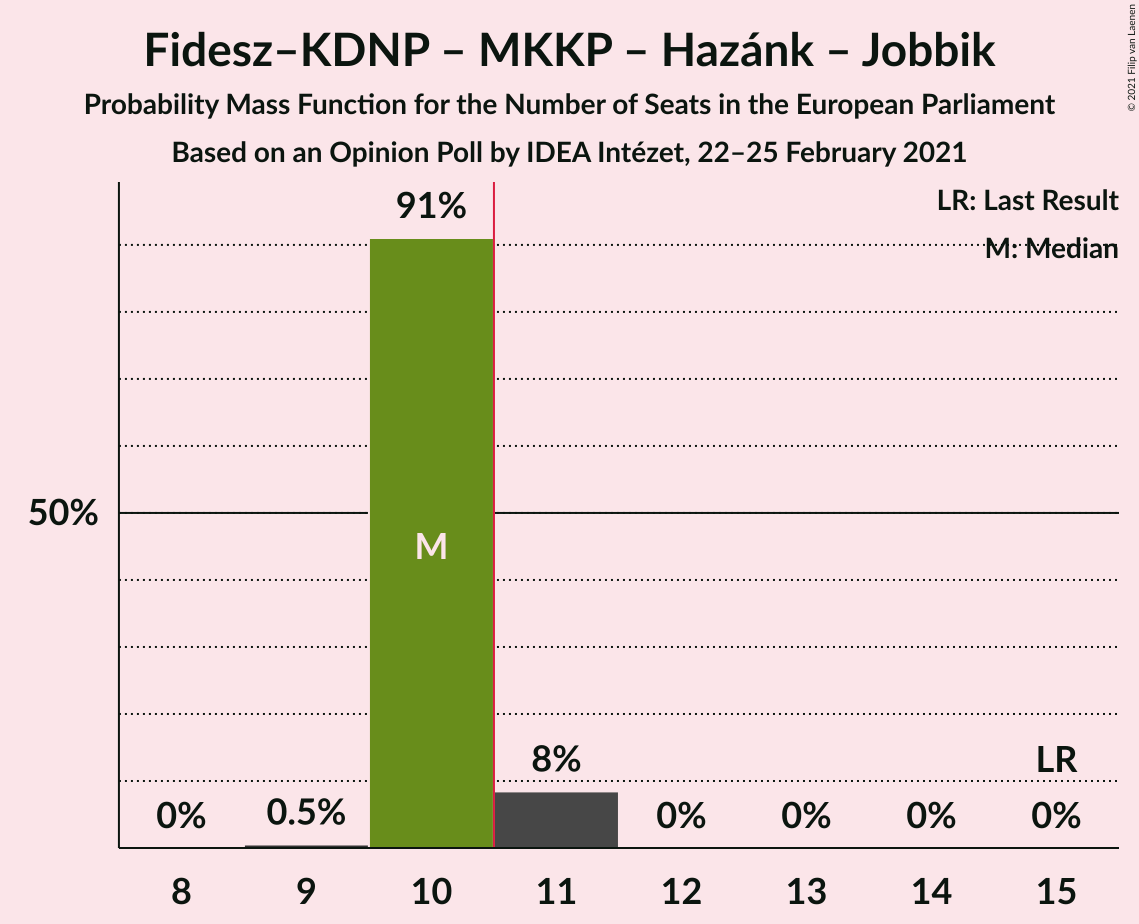 Fidesz–KDNP – MKKP – Hazánk – Jobbik
Probability Mass Function for the Number of Seats in the European Parliament
Based on an Opinion Poll by IDEA Intézet, 22–25 February 2021
© 2021 Filip van Laenen
LR: Last Result
M: Median
91%
50%
M
8%
LR
0%
0.5%
0%
0%
0%
0%
8 9 10 11 12 13 14 15